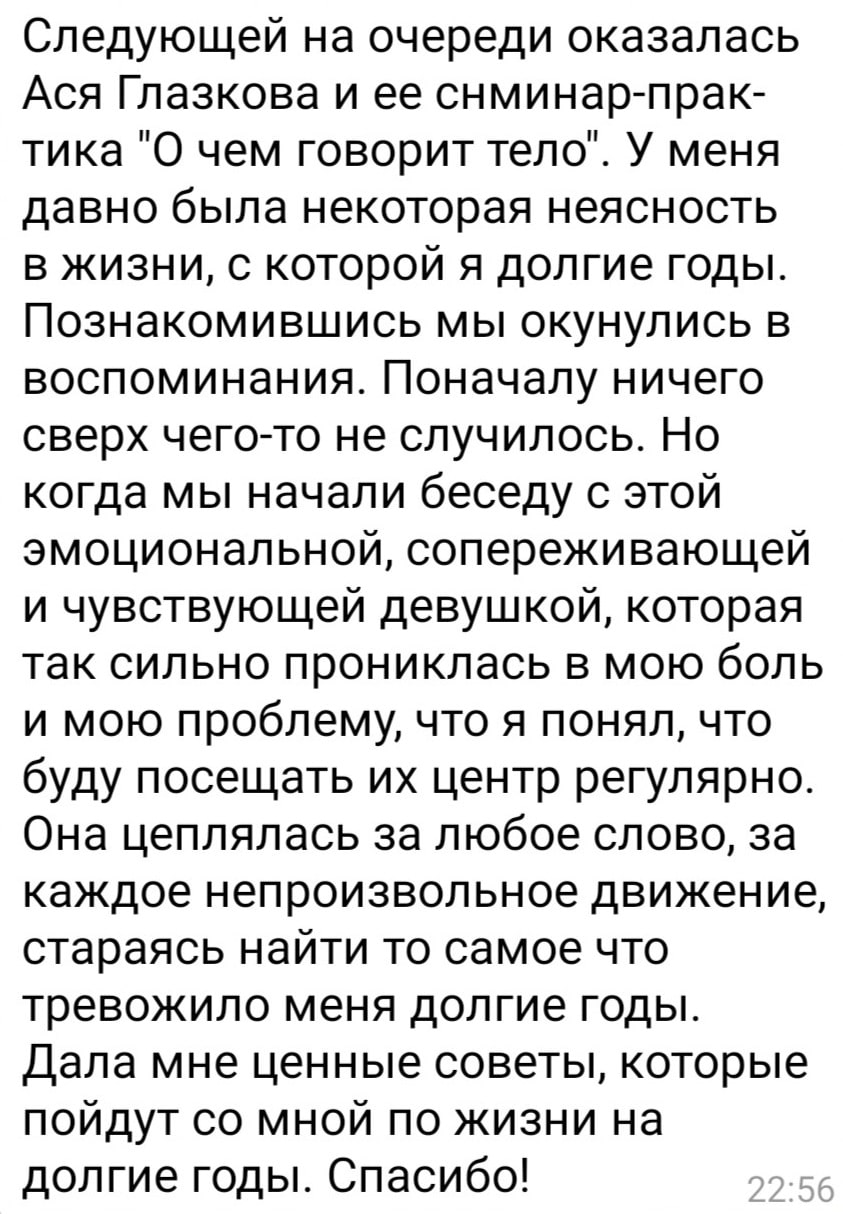 Следующей на очереди оказалась
Ася Глазкова и ее снминар-прак-
тика "О чем говорит тело". У меня
давно была некоторая неясность
в жизни, с которой я долгие годы.
Познакомившись мы окунулись в
воспоминания. Поначалу ничего
сверх чего-то не случилось. Но
когда мы начали беседу с этой
эмоциональной, сопереживающей
и чувствующей девушкой, которая
так сильно прониклась в мою боль
и мою проблему, что я понял, что
буду посещать их центр регулярно.
Она цеплялась за любое слово, за
каждое непроизвольное движение,
стараясь найти то самое что
тревожило меня долгие годы.
Дала мне ценные советы, которые
пойдут со мной по жизни на
долгие годы. Спасибо!
22:56